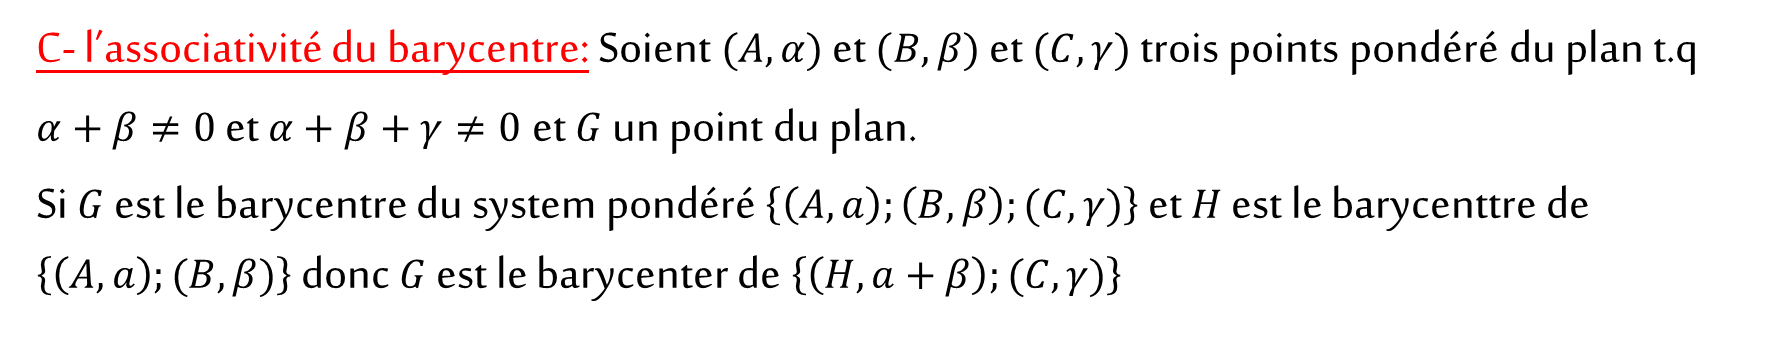 C- l’associativité du barycentre: Soient (𝐴, 𝛼) et (𝐵, 𝛽) et (𝐶, 𝛾) trois points pondéré du plan t.q
𝛼 + 𝛽 ≠ 0 et 𝛼 + 𝛽 + 𝛾 ≠ 0 et 𝐺 un point du plan.
Si 𝐺 est le barycentre du system pondéré {(𝐴, 𝑎); (𝐵, 𝛽); (𝐶, 𝛾)} et 𝐻 est le barycenttre de
{(𝐴, 𝑎); (𝐵, 𝛽)} donc 𝐺 est le barycenter de {(𝐻, 𝑎 + 𝛽); (𝐶, 𝛾)}